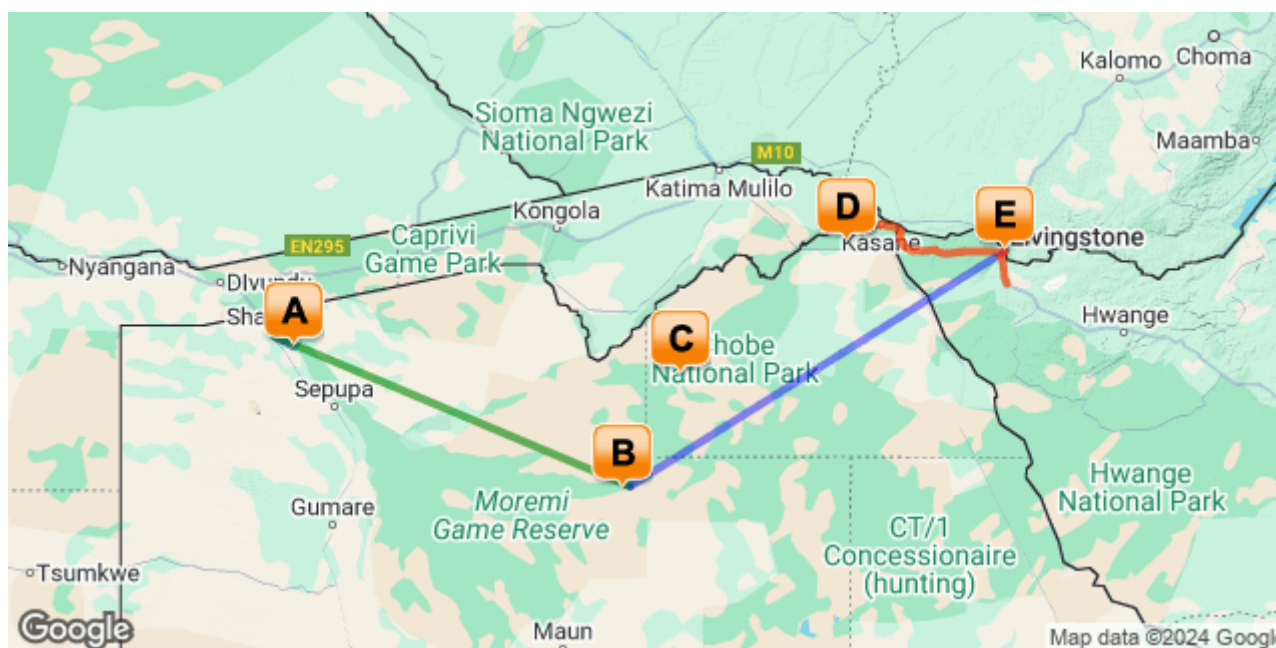 Kalomo
Choma
Sioma Ngwezi
National Park
Maamba
M10
Katima Mulilo
Kongola
D
E
Caprivi
Game Park
EN295
Kasane
Livingstone
Nyangana
Divundu
A
Sha
C
Hwange
Chobe
National Park
Sepupa
B
Moremi
Game Reserve
Hwange
National Park
Gumare
CT/1
Concessionaire
(hunting)
Tsumkwe
Google
Maun
Map data ©2024 Google